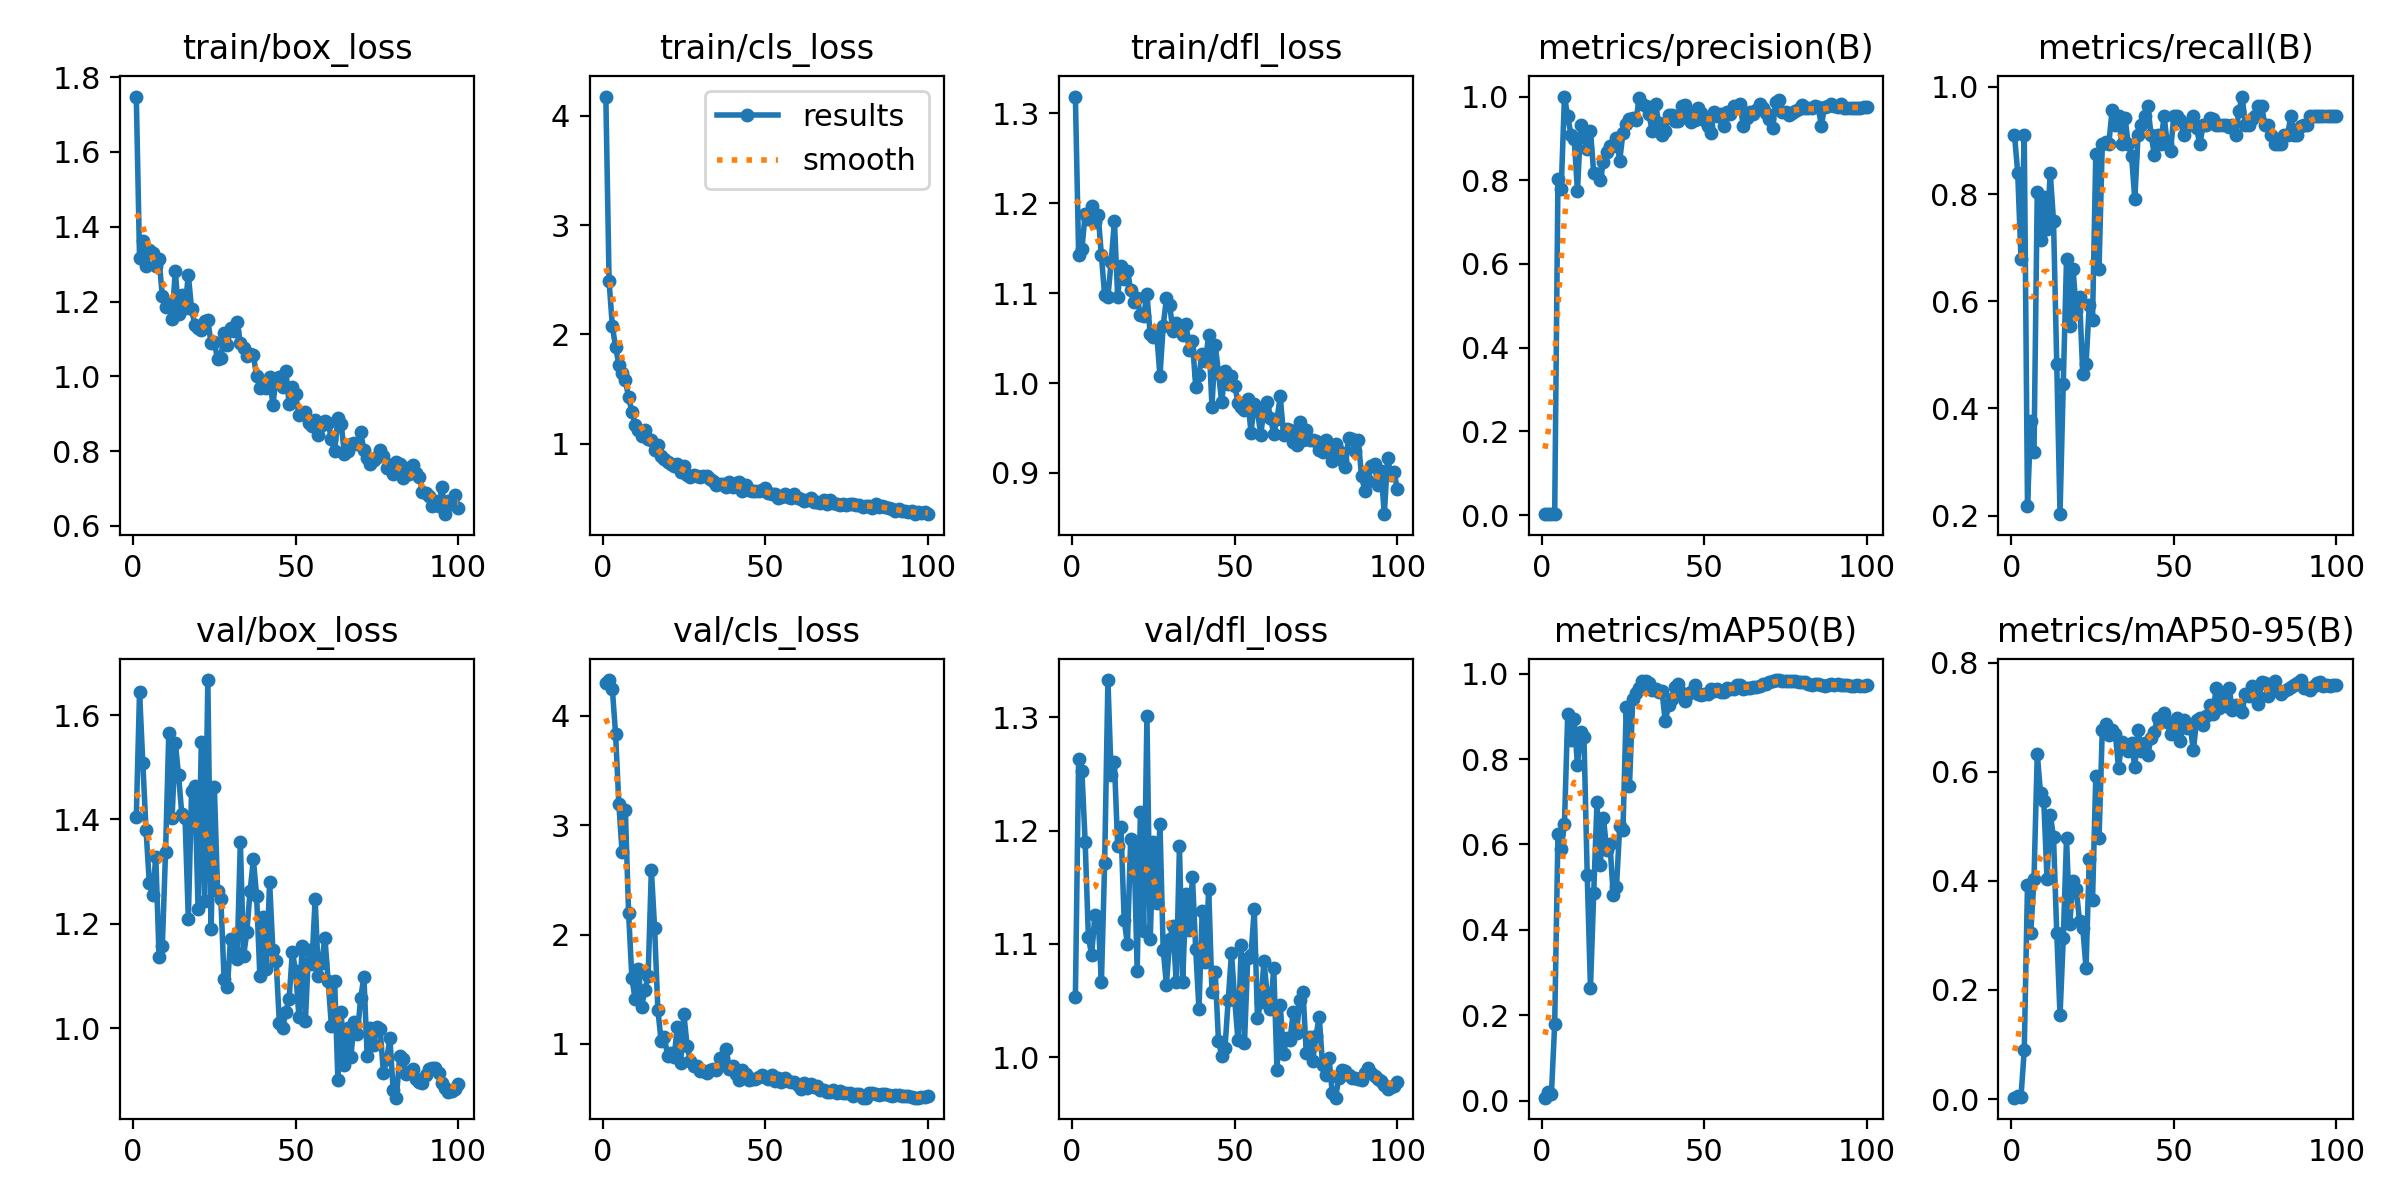 train/box_loss
1.8
1.6
1.4
1.2
1.0
0.8
0.6
0 50 100
train/cls_loss
results
smooth
4
3
2
1
0 50 100
train/dfl_loss
1.3
1.2
1.1
1.0
0.9
0 50 100
metrics/precision(B)
1.0
0.8
0.6
0.4
0.2
0.0
0 50 100
metrics/recall(B)
1.0
0.8
0.6
0.4
0.2
0 50 100
val/box_loss
1.6
1.4
1.2
1.0
0 50 100
val/cls_loss
4
3
2
1
0 50 100
val/dfl_loss
1.3
1.2
1.1
1.0
0 50 100
metrics/mAP50(B)
1.0
0.8
0.6
0.4
0.2
0.0
0 50 100
metrics/mAP50-95(B)
0.8
0.6
0.4
0.2
0.0
0 50 100